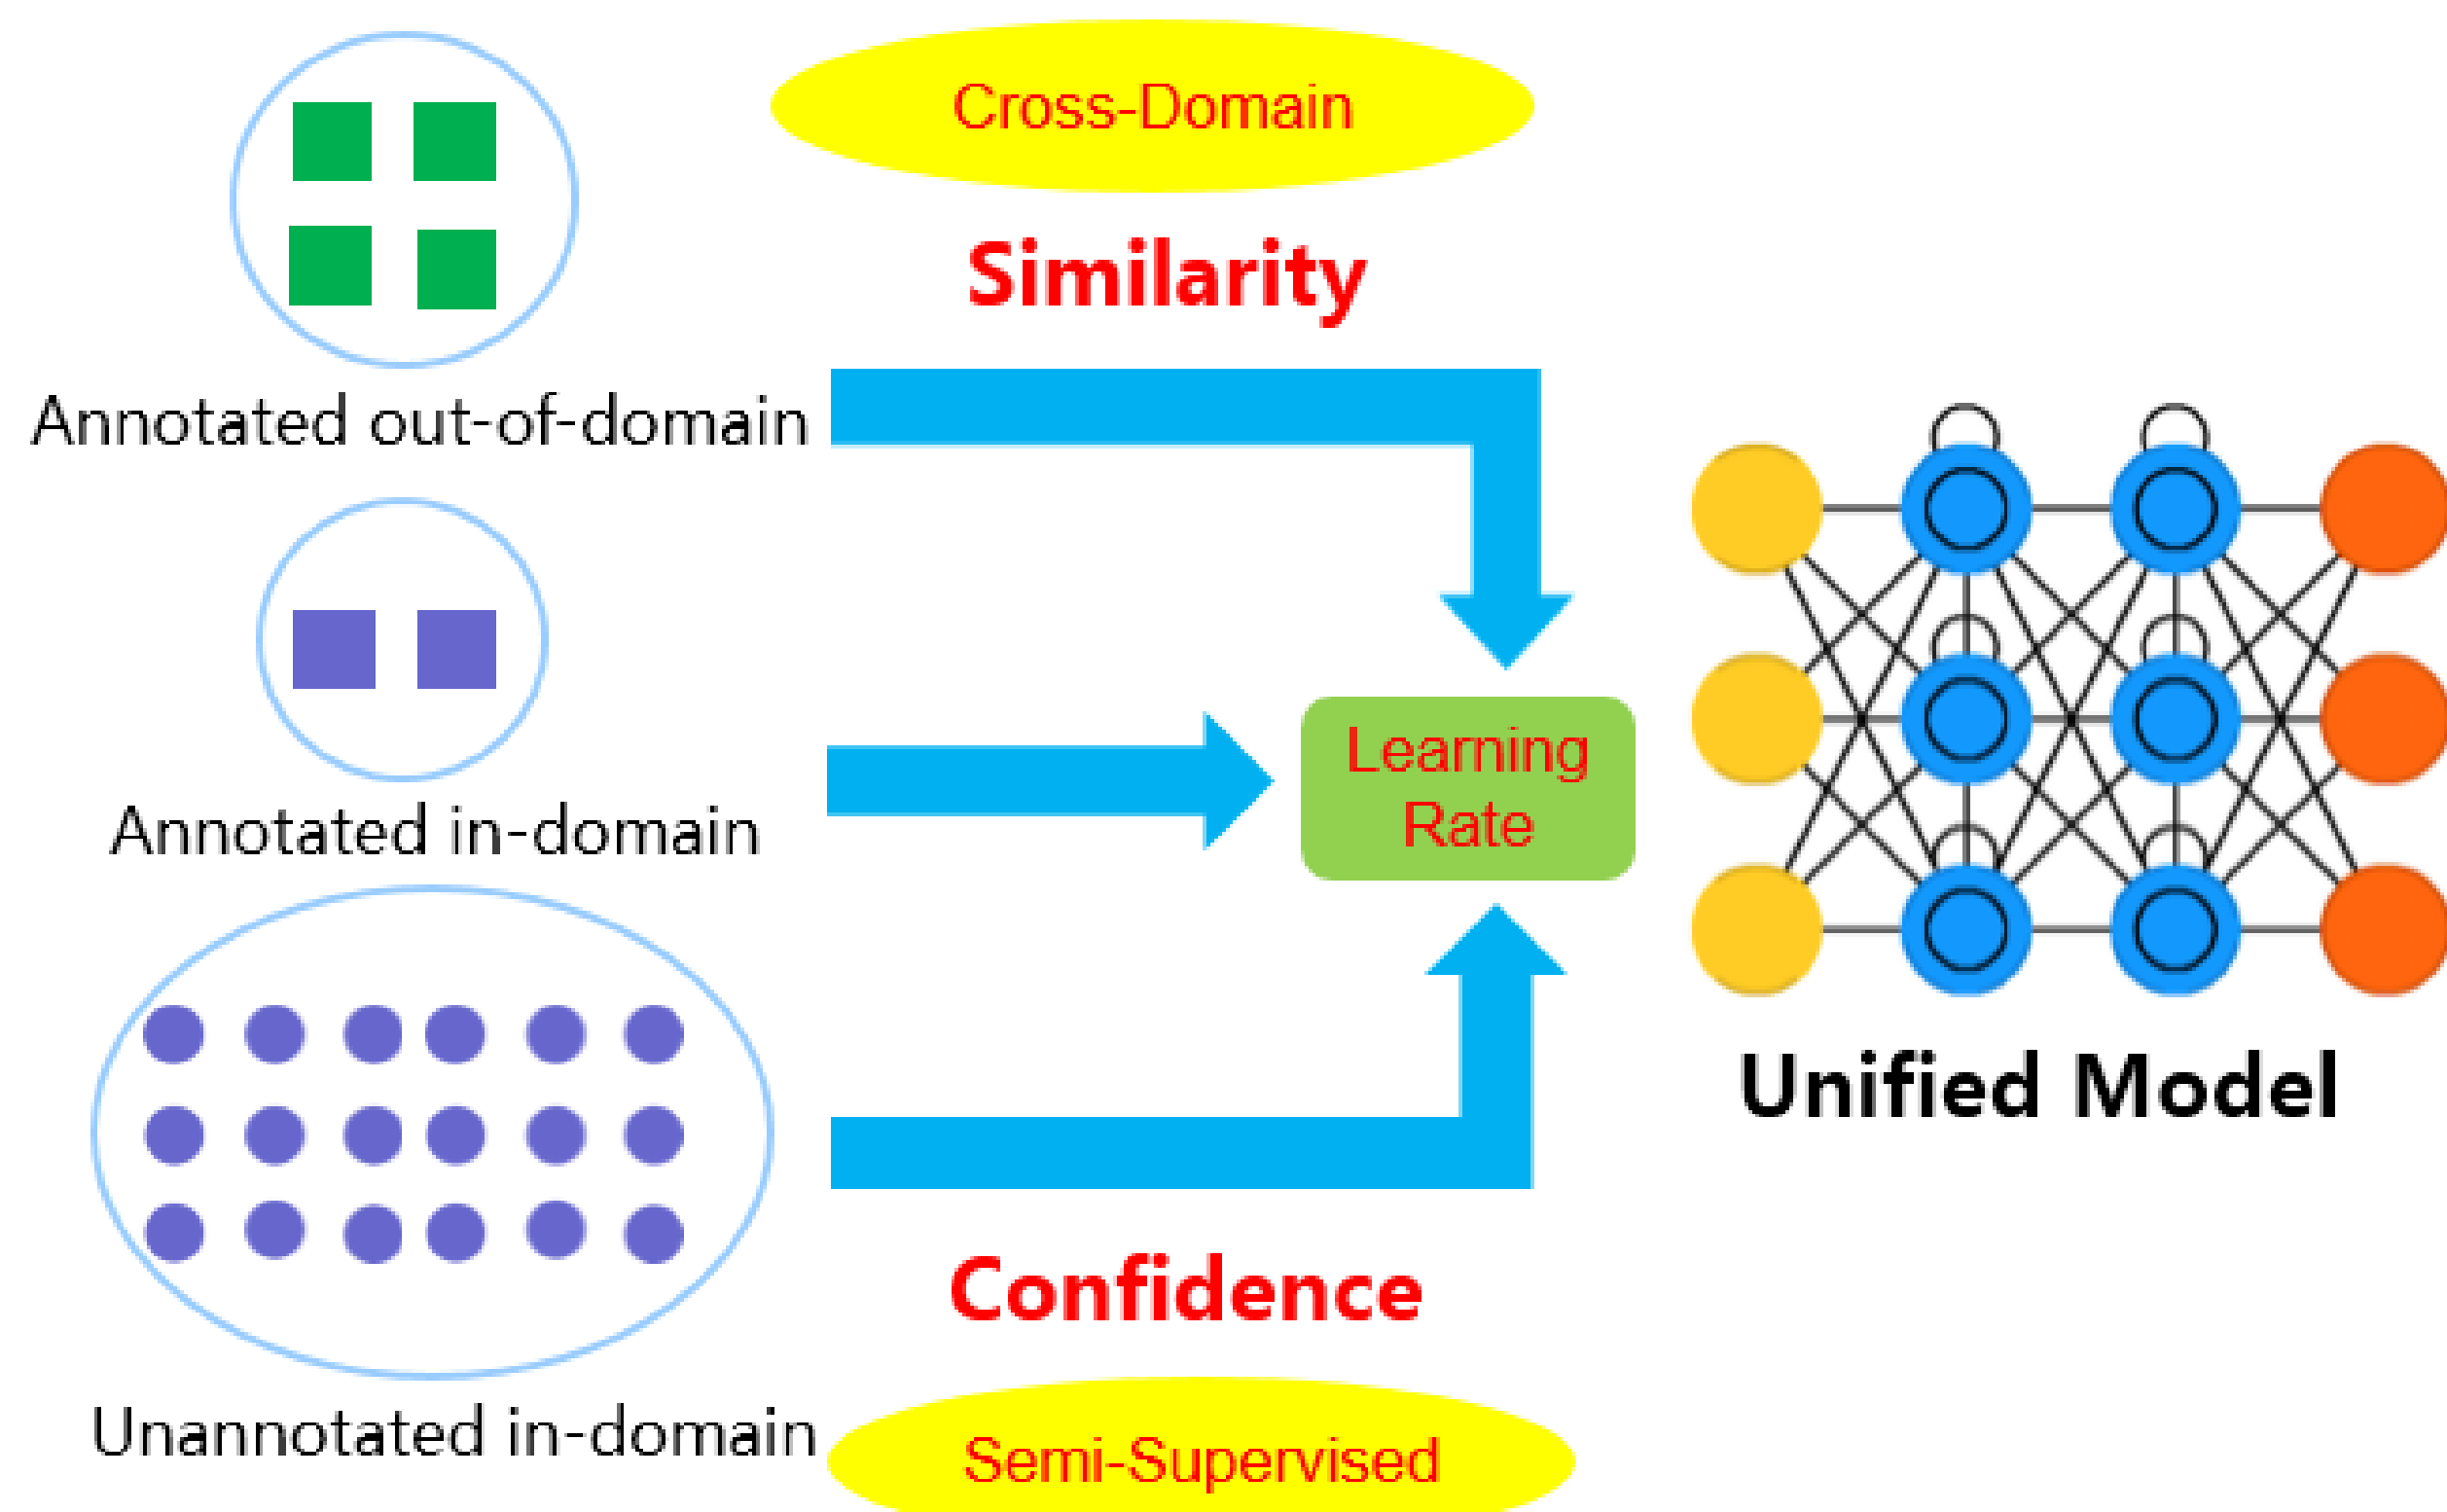 Cross-Domain
Similarity
Annotated out-of-domain
Annotated in-domain
Learning
Rate
Unified Model
Confidence
Unannotated in-domain
Semi-Supervised